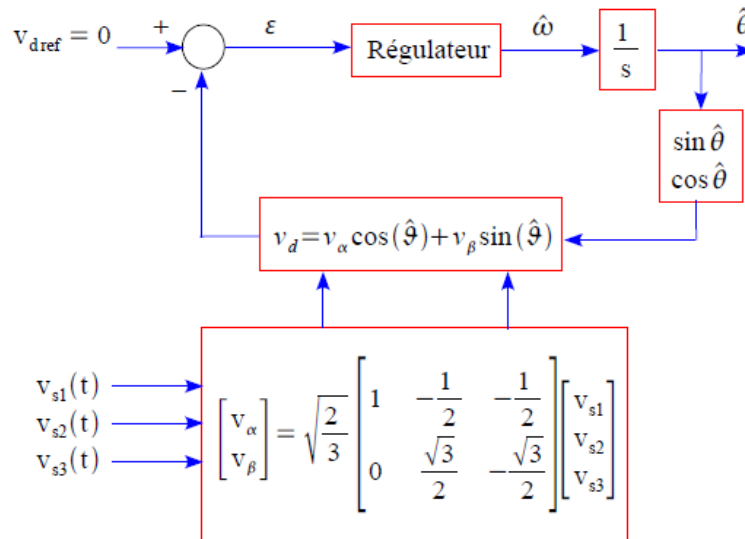 v_dref = 0
+
−
ε
Régulateur
ω̂
1/s
θ̂
sin θ̂
cos θ̂
v_d = v_α cos(ϑ̂) + v_β sin(ϑ̂)
v_s1(t)
v_s2(t)
v_s3(t)
[v_α; v_β] = √(2/3) [1 −1/2 −1/2; 0 √3/2 −√3/2] [v_s1; v_s2; v_s3]